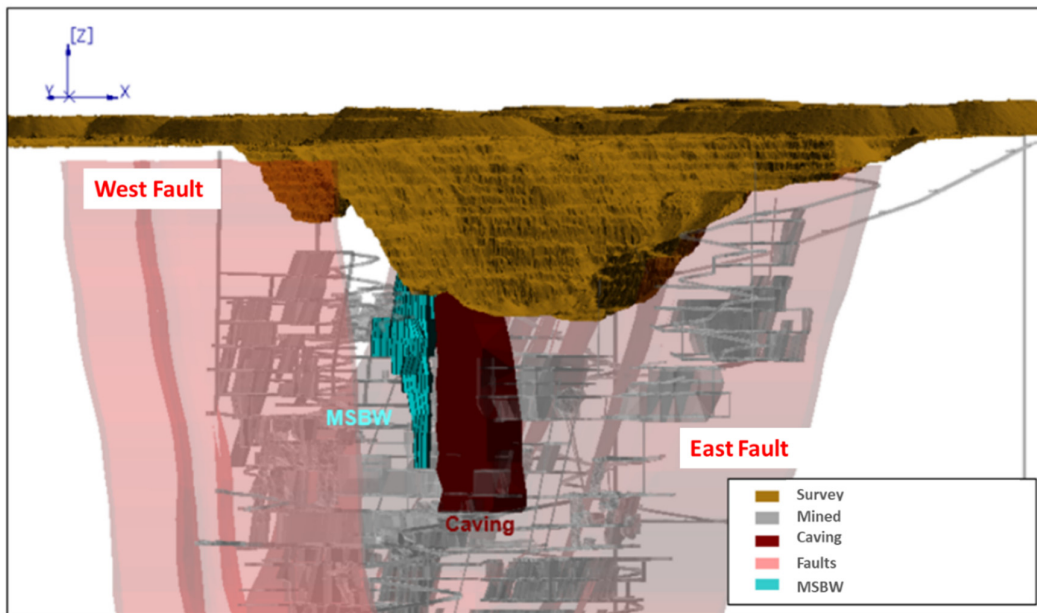 [Z]
Y
X
West Fault
MSBW
East Fault
Caving
Survey
Mined
Caving
Faults
MSBW